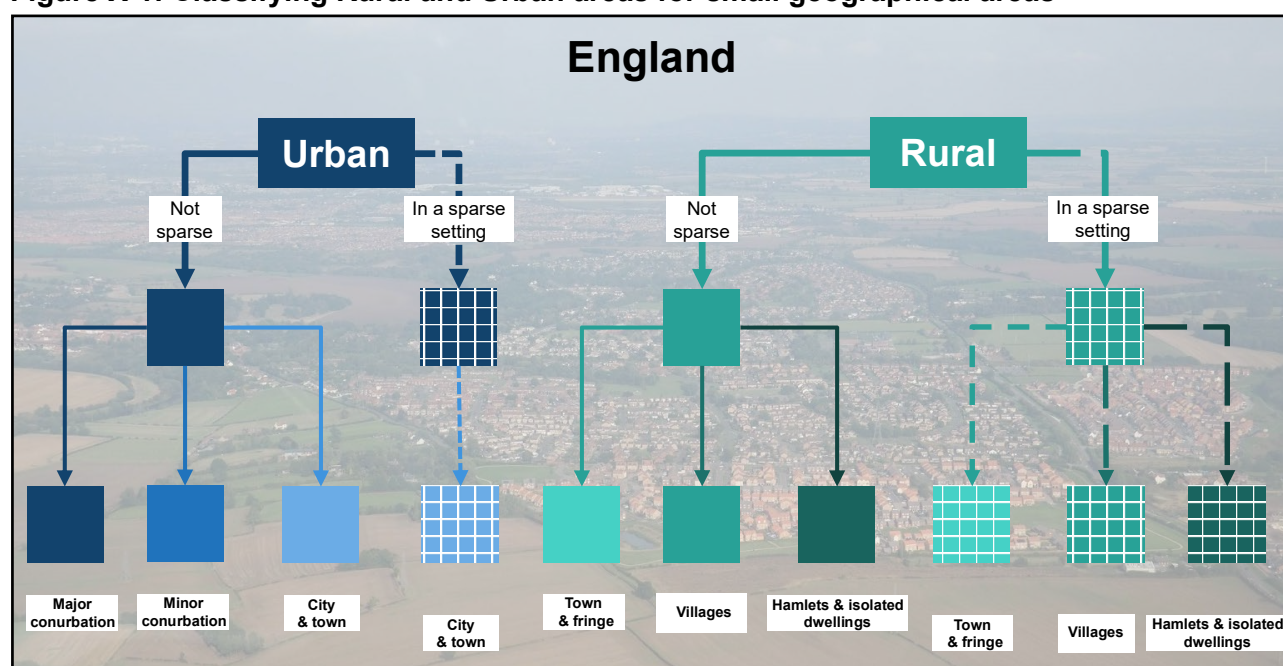 Figure A-1: Classifying Rural and Urban areas for small geographical areas
England
Urban
Rural
Not
sparse
In a sparse
setting
Not
sparse
In a sparse
setting
Major
conurbation
Minor
conurbation
City
& town
City
& town
Town
& fringe
Villages
Hamlets & isolated
dwellings
Town
& fringe
Villages
Hamlets & isolated
dwellings